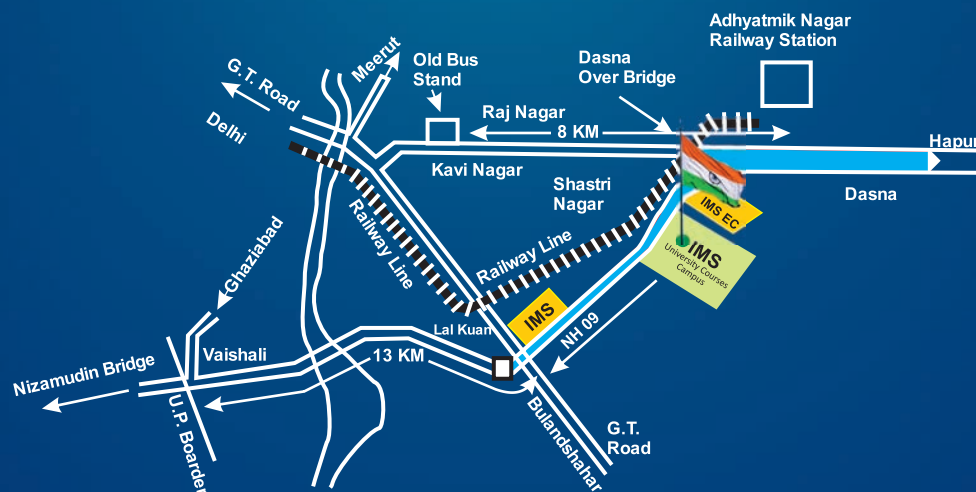 Adhyatmik Nagar
Railway Station
Meerut
Old Bus
Stand
Dasna
Over Bridge
G.T. Road
Delhi
Raj Nagar
8 KM
Hapur
Kavi Nagar
Shastri
Nagar
Dasna
IMS EC
Railway Line
Railway Line
IMS
University Courses
Campus
Ghaziabad
IMS
NH 09
Lal Kuan
Vaishali
13 KM
Nizamudin Bridge
U.P. Boarder
Bulandshahar
G.T.
Road